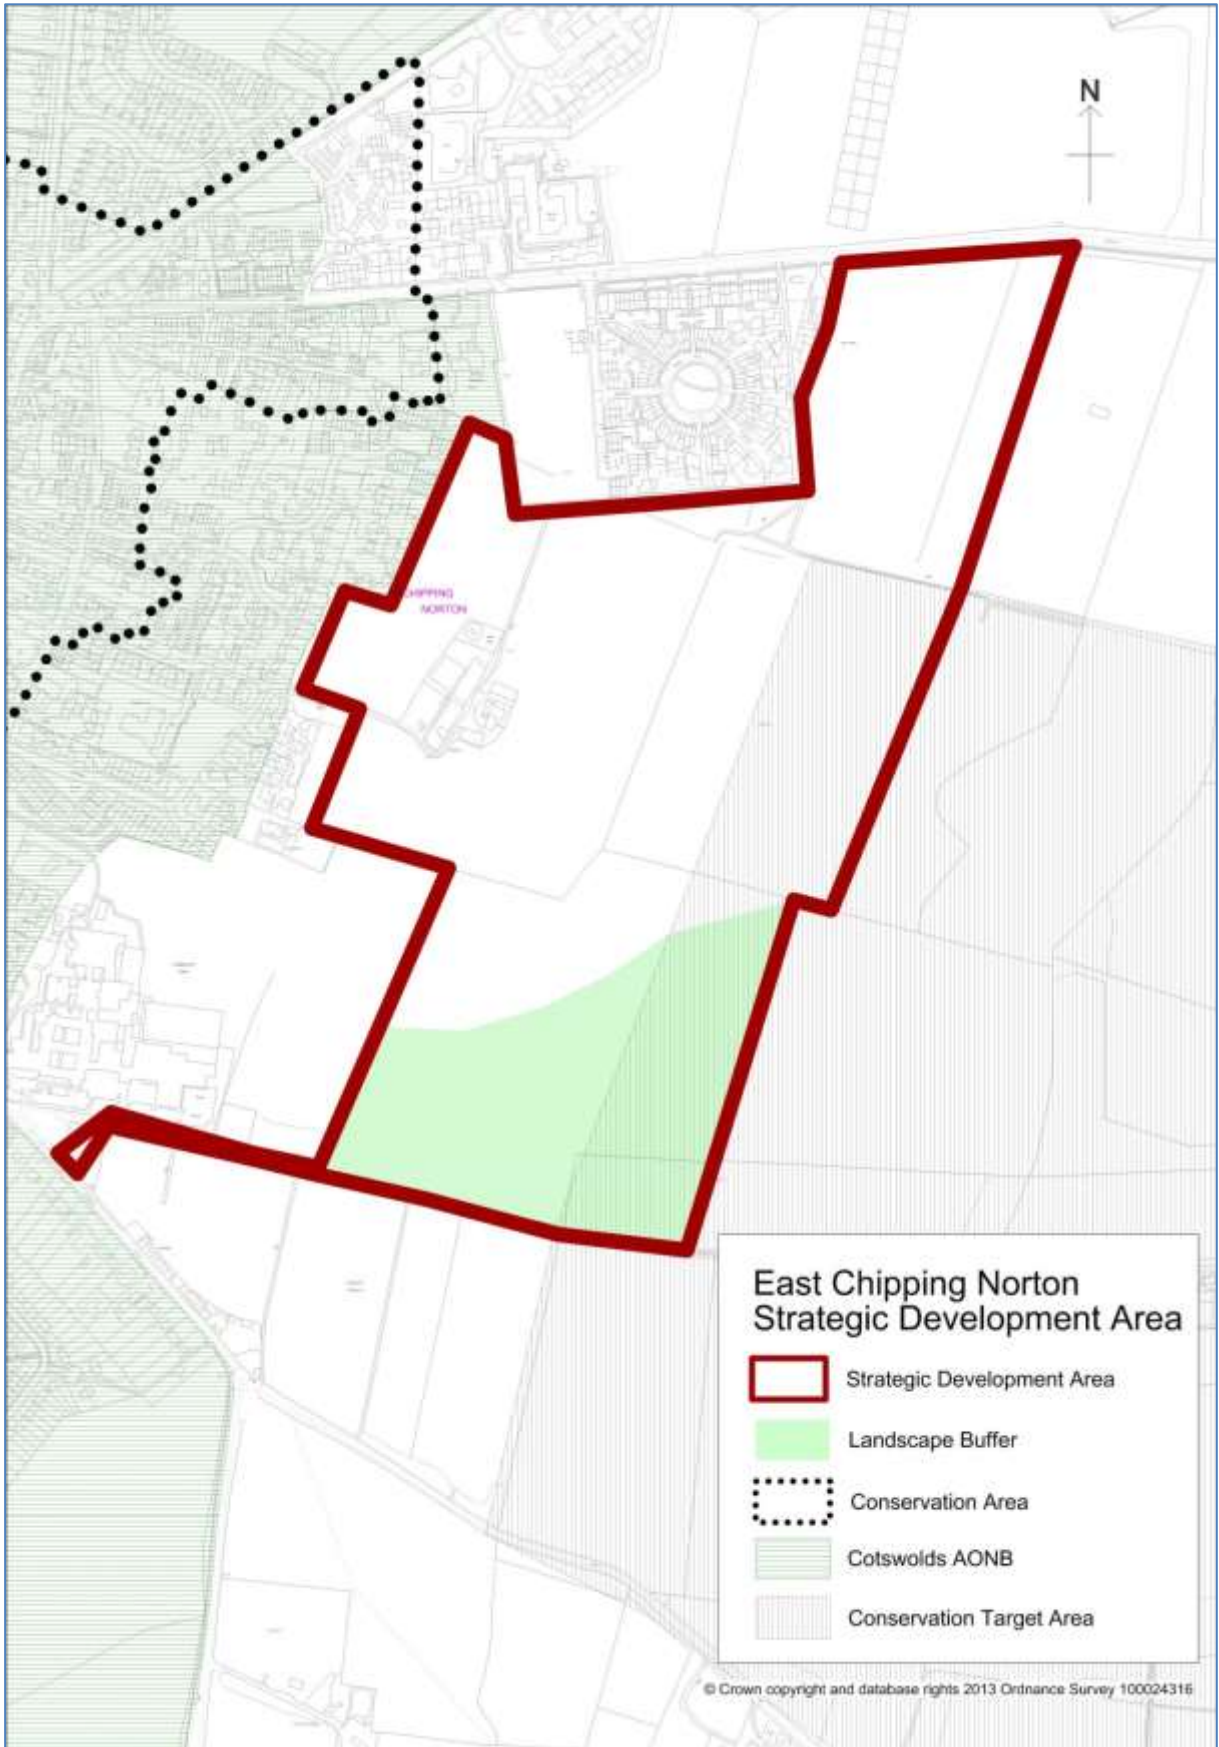 N
CHIPPING
NORTON
East Chipping Norton
Strategic Development Area
Strategic Development Area
Landscape Buffer
Conservation Area
Cotswolds AONB
Conservation Target Area
© Crown copyright and database rights 2013 Ordnance Survey 100024316